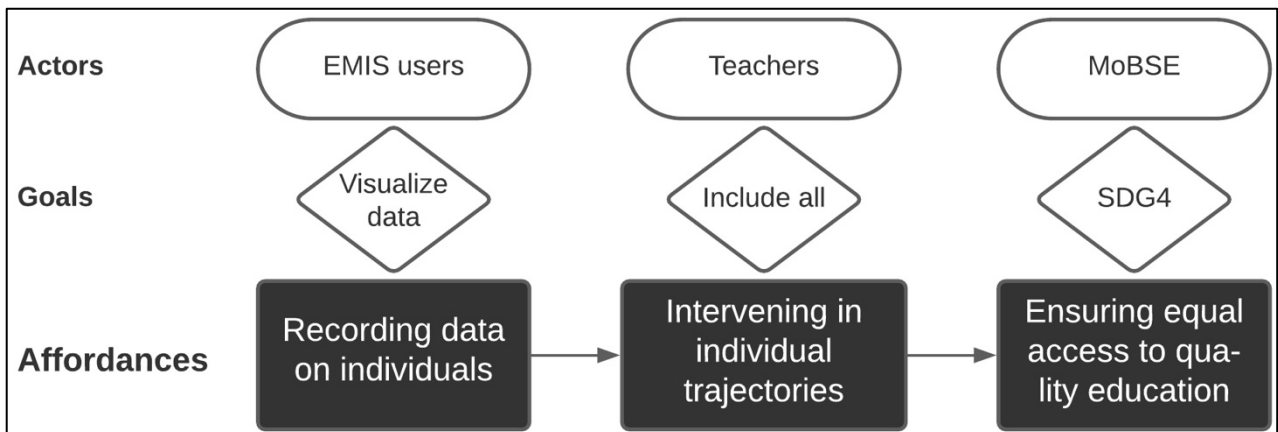 Actors
EMIS users
Teachers
MoBSE
Goals
Visualize
data
Include all
SDG4
Affordances
Recording data
on individuals
Intervening in
individual
trajectories
Ensuring equal
access to qua-
lity education